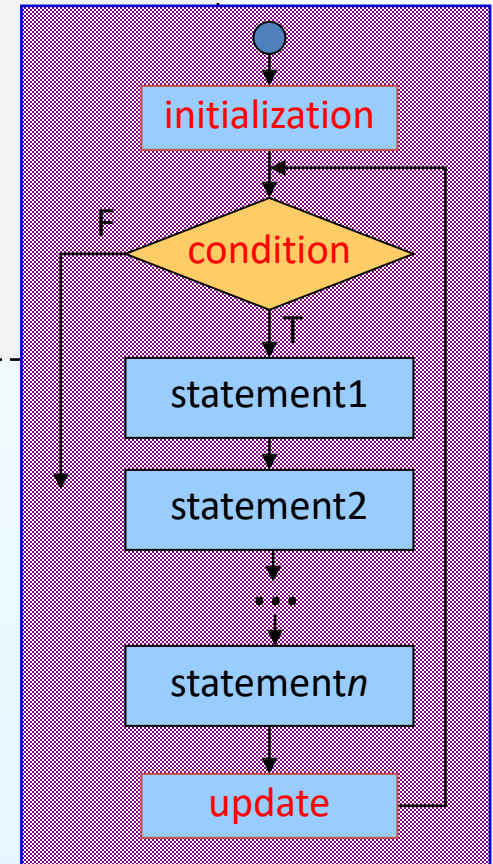 initialization
F
condition
T
statement1
statement2
...
statementn
update